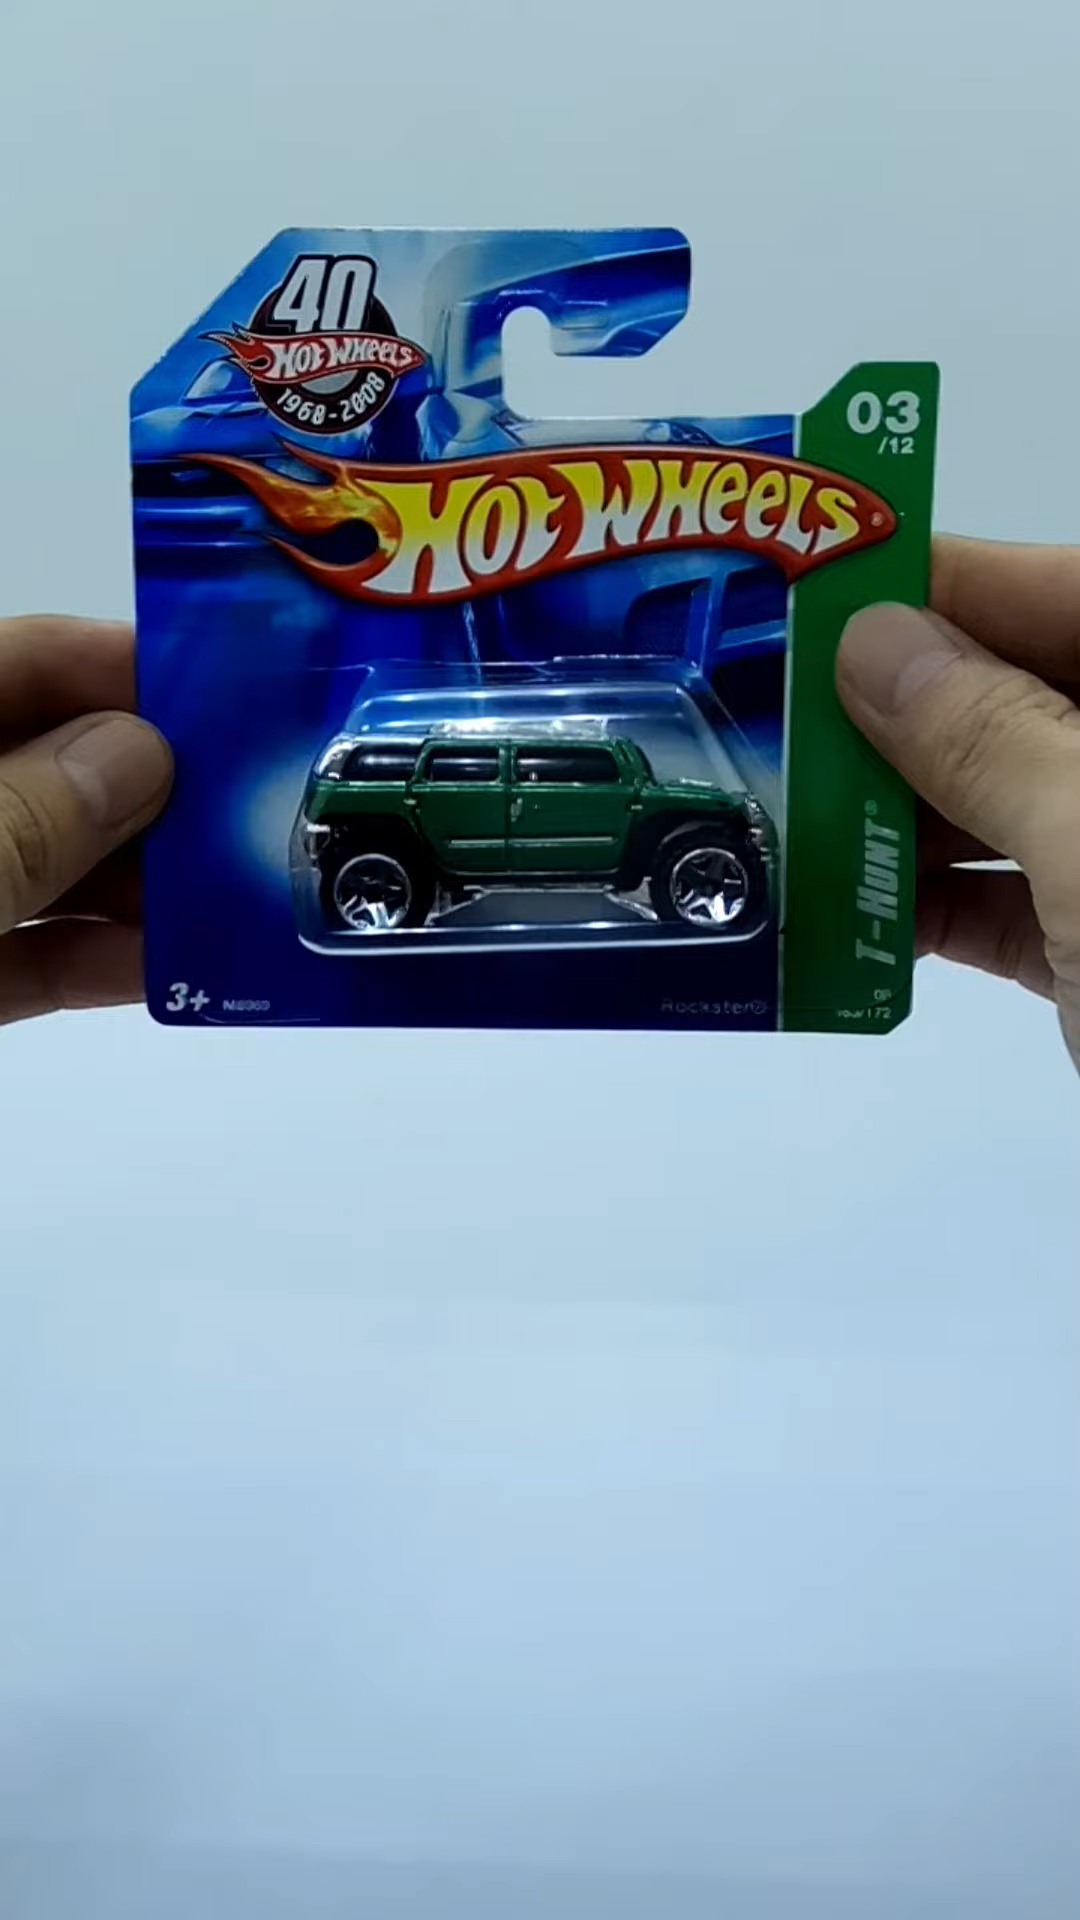 40
HOT WHEELS
1968-2008
03
/12
HOT WHEELS®
T-HUNT®
3+
Rockster